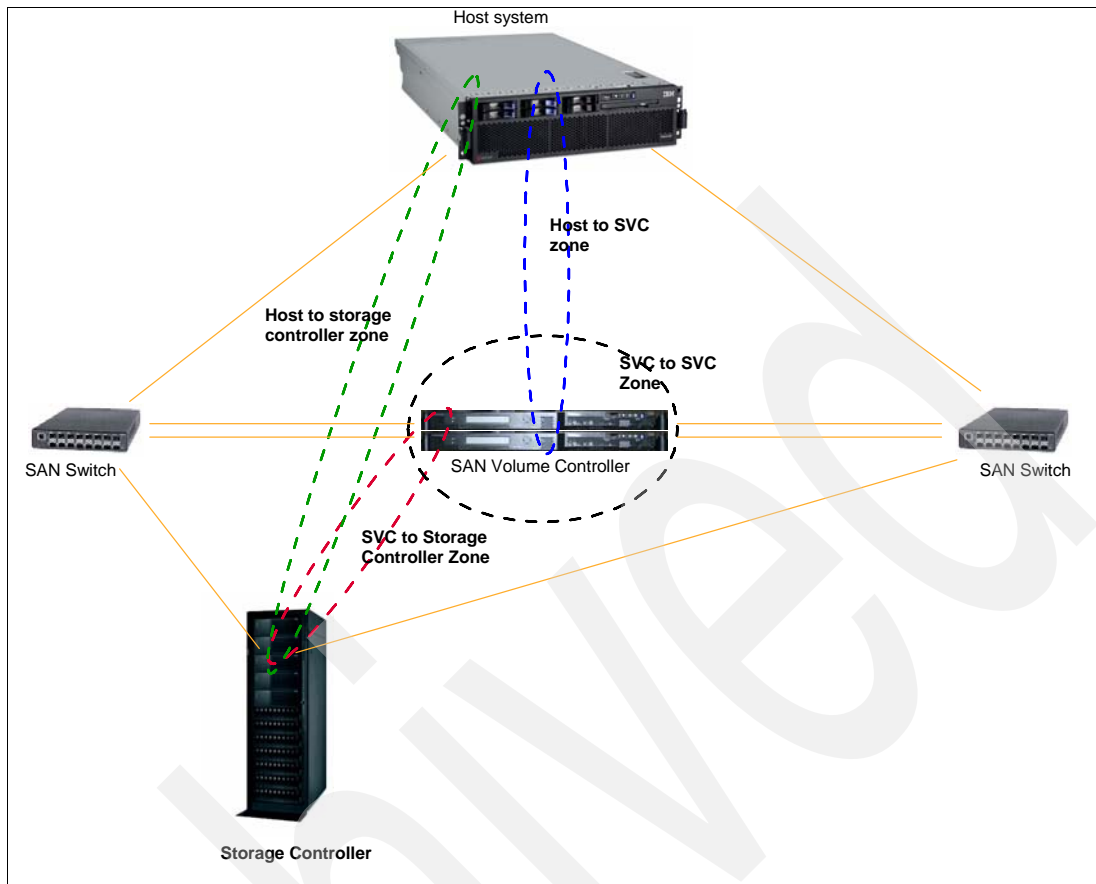 Host system
IBM
Host to SVC
zone
Host to storage
controller zone
SVC to SVC
Zone
SAN Switch
SAN Volume Controller
SAN Switch
SVC to Storage
Controller Zone
Storage Controller